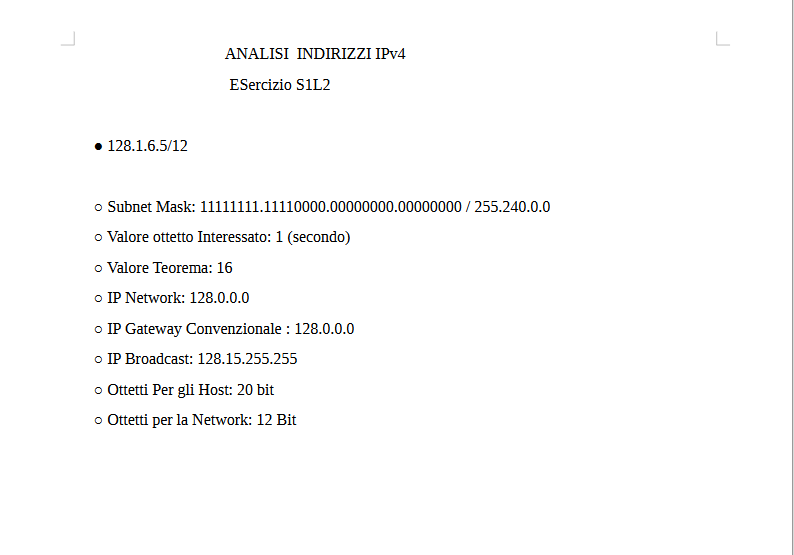 ANALISI  INDIRIZZI IPv4
ESercizio S1L2
● 128.1.6.5/12
○ Subnet Mask: 11111111.11110000.00000000.00000000 / 255.240.0.0
○ Valore ottetto Interessato: 1 (secondo)
○ Valore Teorema: 16
○ IP Network: 128.0.0.0
○ IP Gateway Convenzionale : 128.0.0.0
○ IP Broadcast: 128.15.255.255
○ Ottetti Per gli Host: 20 bit
○ Ottetti per la Network: 12 Bit